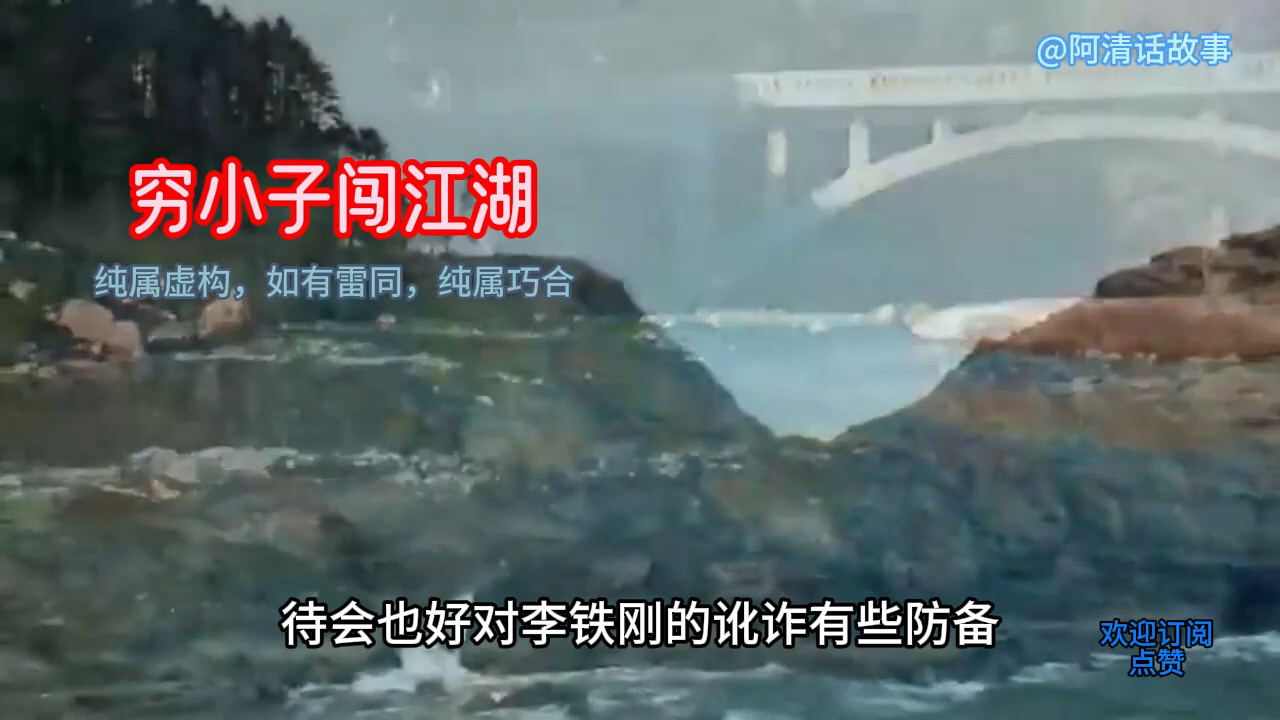 @阿清话故事
穷小子闯江湖
纯属虚构，如有雷同，纯属巧合
待会也好对李铁刚的讹诈有些防备
欢迎订阅
点赞